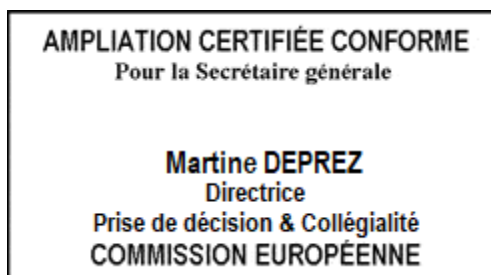 AMPLIATION CERTIFIÉE CONFORME
Pour la Secrétaire générale
Martine DEPREZ
Directrice
Prise de décision & Collégialité
COMMISSION EUROPÉENNE